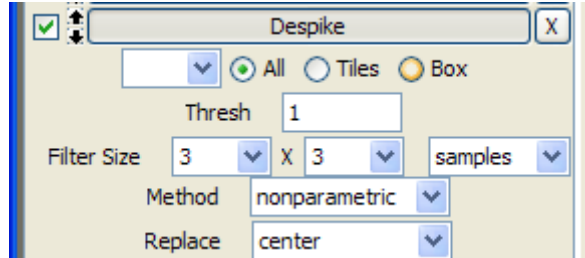 Despike X
All Tiles Box
Thresh 1
Filter Size 3 X 3 samples
Method nonparametric
Replace center